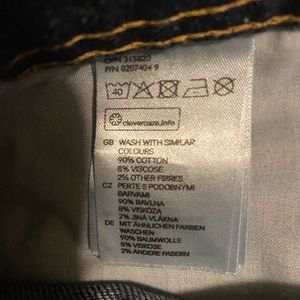 OPN 315820
P/N 0207404 9
40
clevercare.info
GB WASH WITH SIMILAR
COLOURS
90% COTTON
8% VISCOSE
2% OTHER FIBRES
CZ PERTE S PODOBNÝMI
BARVAMI
90% BAVLNA
8% VISKÓZA
2% JINÁ VLÁKNA
DE MIT ÄHNLICHEN FARBEN
WASCHEN
90% BAUMWOLLE
8% VISKOSE
2% ANDERE FASERN